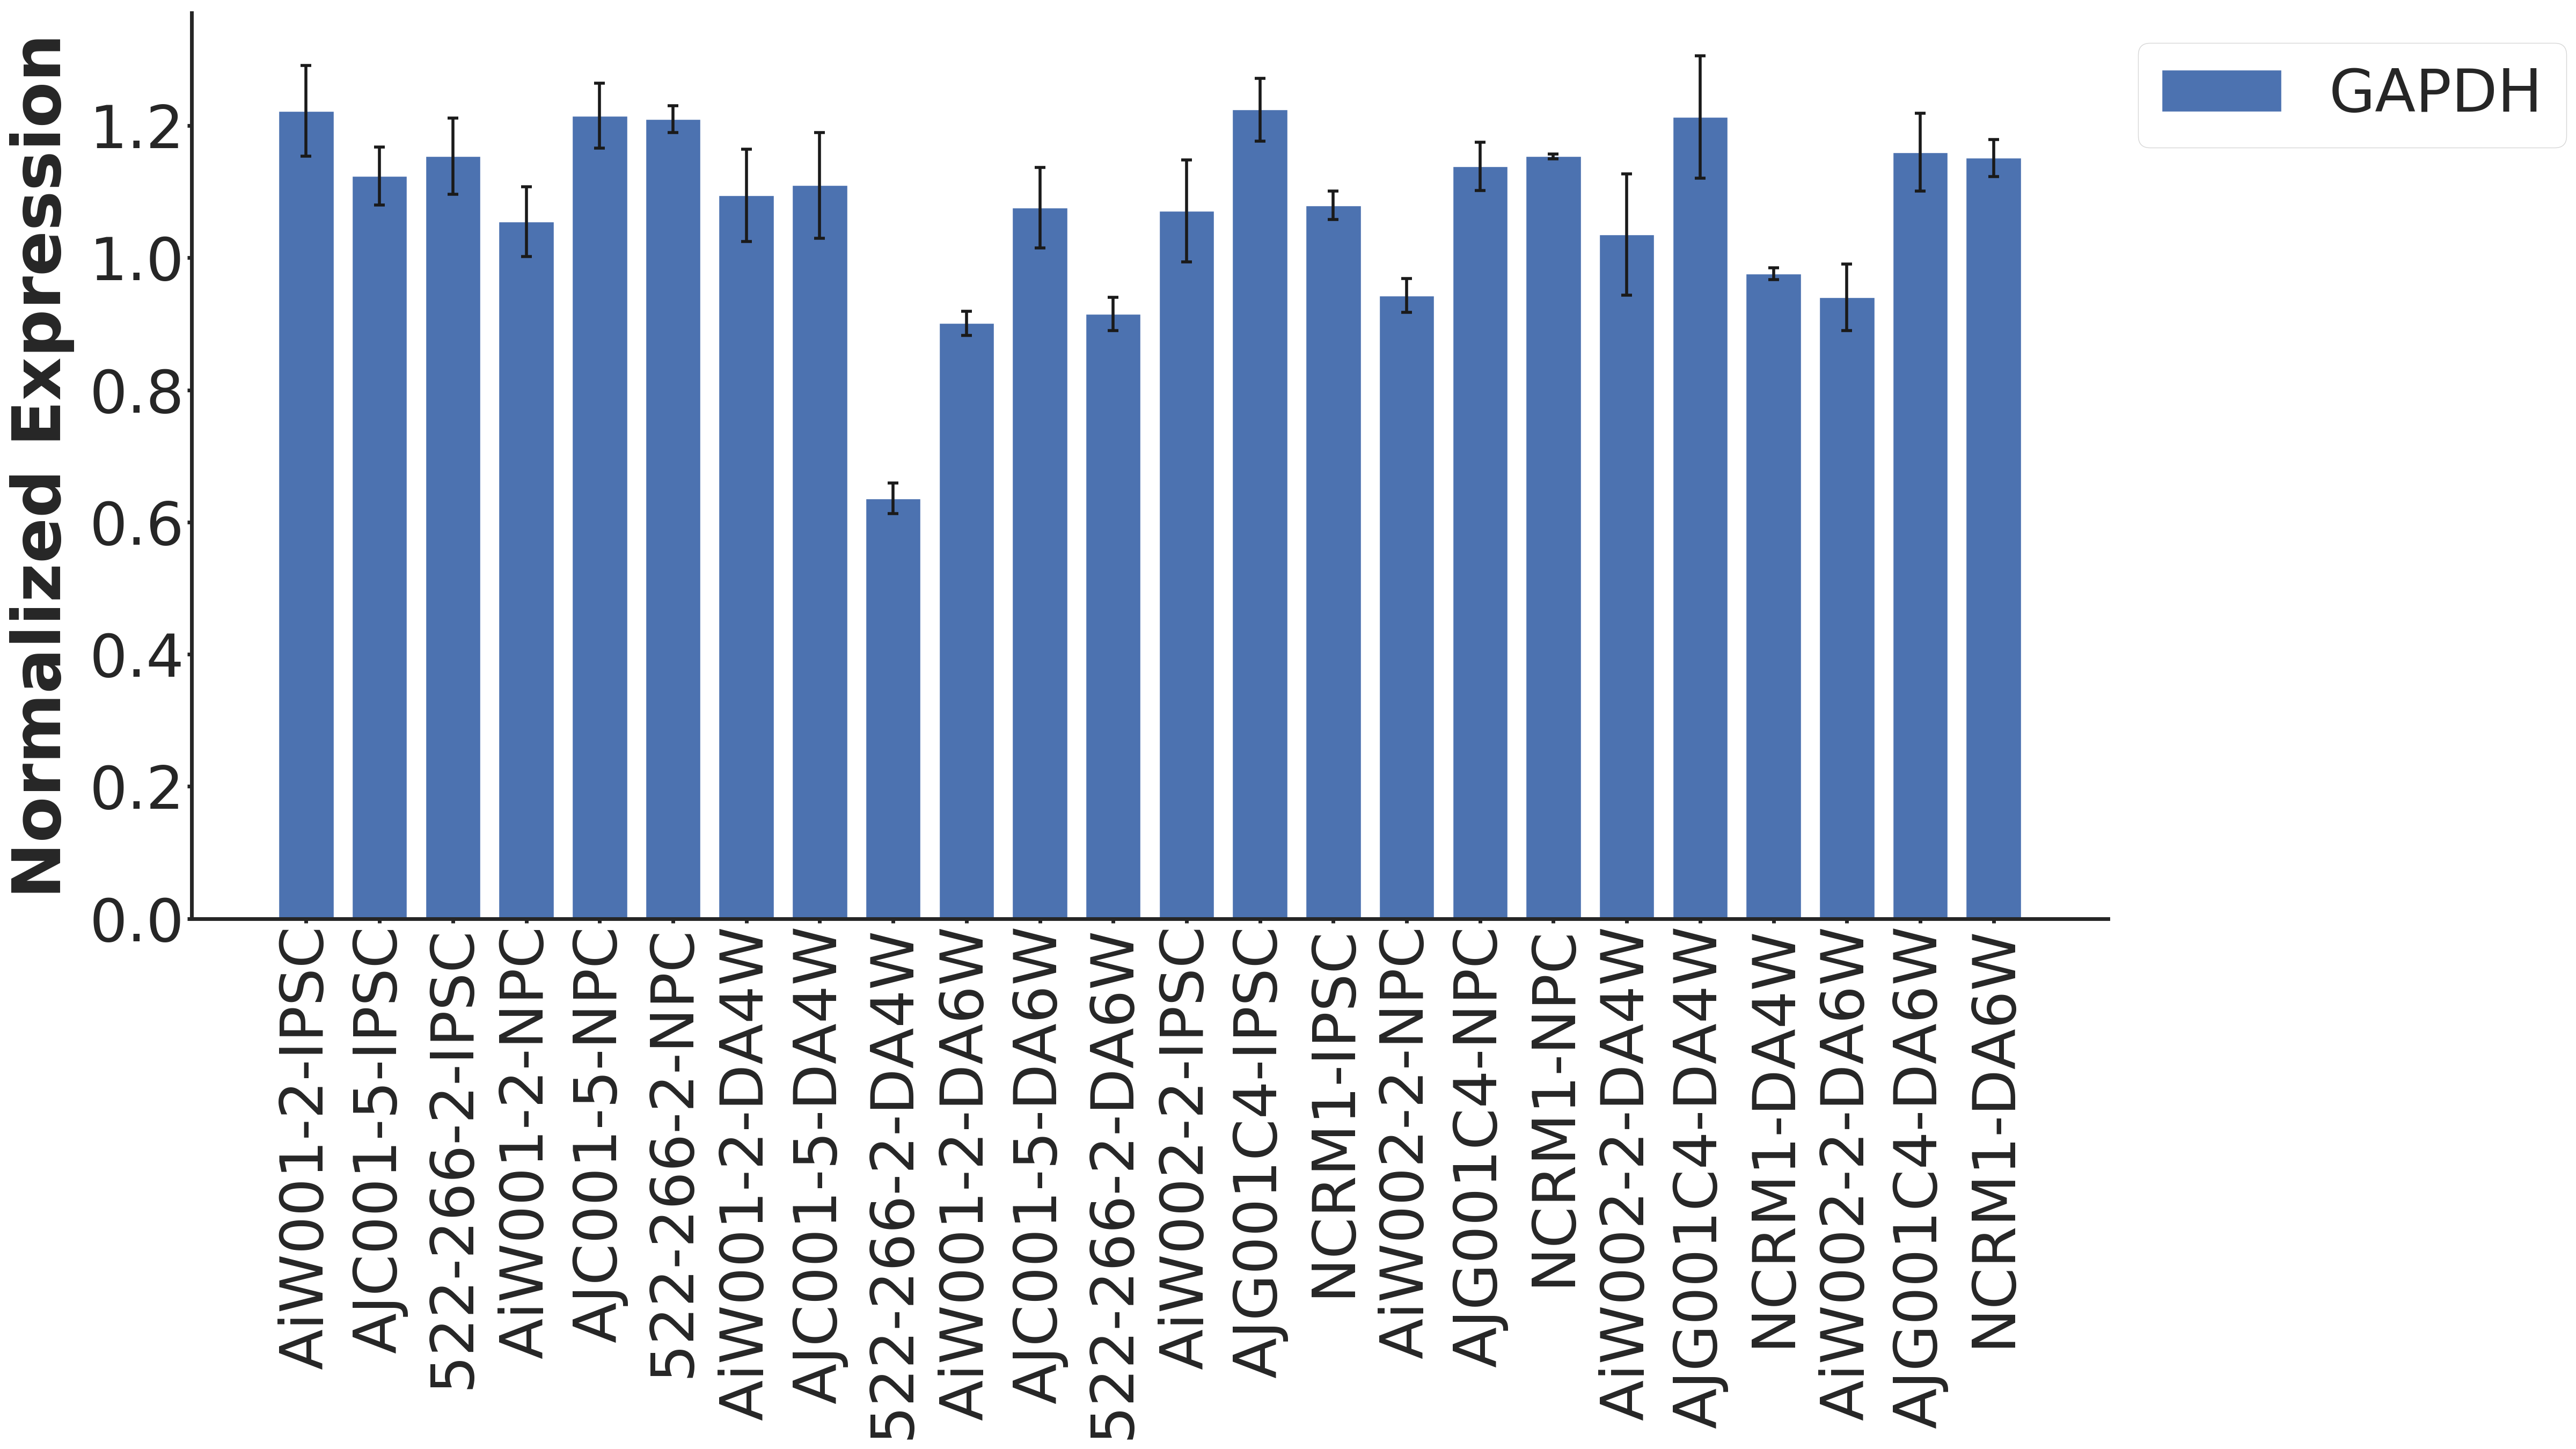 Normalized Expression
1.2
1.0
0.8
0.6
0.4
0.2
0.0
AiW001-2-IPSC
AJC001-5-IPSC
522-266-2-IPSC
AiW001-2-NPC
AJC001-5-NPC
522-266-2-NPC
AiW001-2-DA4W
AJC001-5-DA4W
522-266-2-DA4W
AiW001-2-DA6W
AJC001-5-DA6W
522-266-2-DA6W
AiW002-2-IPSC
AJG001C4-IPSC
NCRM1-IPSC
AiW002-2-NPC
AJG001C4-NPC
NCRM1-NPC
AiW002-2-DA4W
AJG001C4-DA4W
NCRM1-DA4W
AiW002-2-DA6W
AJG001C4-DA6W
NCRM1-DA6W
GAPDH